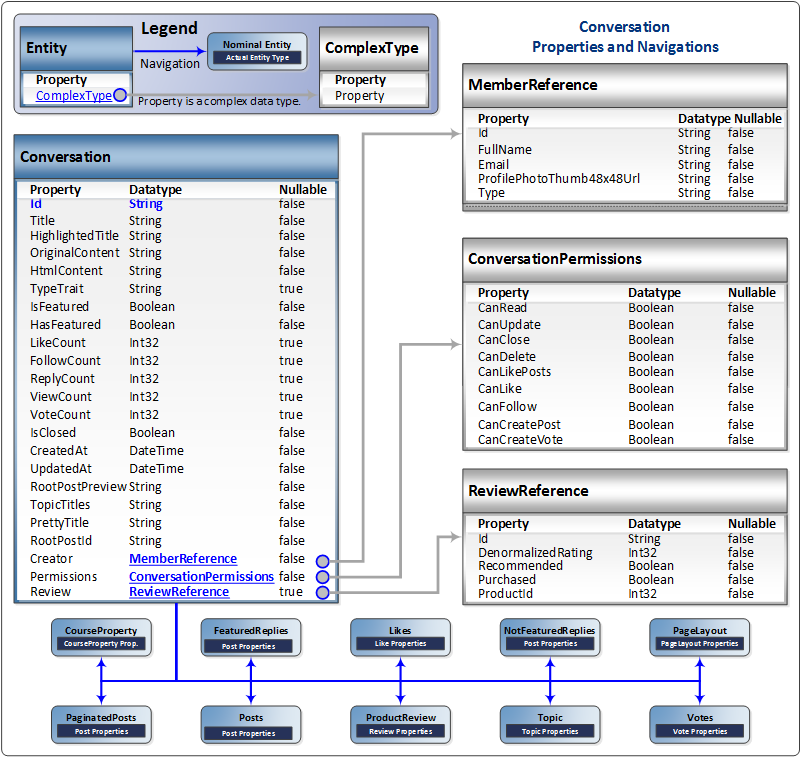 Legend
Entity
Property
ComplexType
Navigation
Nominal Entity
Actual Entity Type
Property is a complex data type.
ComplexType
Property
Property
Conversation
Properties and Navigations
Conversation
Property Datatype Nullable
Id String false
Title String false
HighlightedTitle String false
OriginalContent String false
HtmlContent String false
TypeTrait String true
IsFeatured Boolean false
HasFeatured Boolean false
LikeCount Int32 true
FollowCount Int32 true
ReplyCount Int32 true
ViewCount Int32 true
VoteCount Int32 true
IsClosed Boolean false
CreatedAt DateTime false
UpdatedAt DateTime false
RootPostPreview String false
TopicTitles String false
PrettyTitle String false
RootPostId String false
Creator MemberReference false
Permissions ConversationPermissions false
Review ReviewReference true
MemberReference
Property Datatype Nullable
Id String false
FullName String false
Email String false
ProfilePhotoThumb48x48Url String false
Type String false
ConversationPermissions
Property Datatype Nullable
CanRead Boolean false
CanUpdate Boolean false
CanClose Boolean false
CanDelete Boolean false
CanLikePosts Boolean false
CanLike Boolean false
CanFollow Boolean false
CanCreatePost Boolean false
CanCreateVote Boolean false
ReviewReference
Property Datatype Nullable
Id String false
DenormalizedRating Int32 false
Recommended Boolean false
Purchased Boolean false
ProductId Int32 false
CourseProperty
CourseProperty Prop.
FeaturedReplies
Post Properties
Likes
Like Properties
NotFeaturedReplies
Post Properties
PageLayout
PageLayout Properties
PaginatedPosts
Post Properties
Posts
Post Properties
ProductReview
Review Properties
Topic
Topic Properties
Votes
Vote Properties